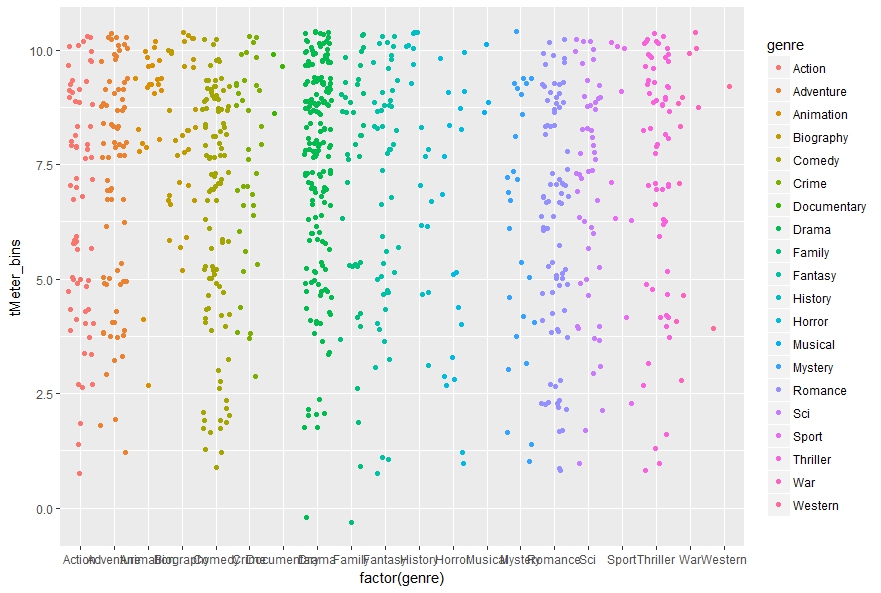 genre
Action
Adventure
Animation
Biography
Comedy
Crime
Documentary
Drama
Family
Fantasy
History
Horror
Musical
Mystery
Romance
Sci
Sport
Thriller
War
Western
tMeter_bins
10.0
7.5
5.0
2.5
0.0
Action Adventure Animation Biography Comedy Crime Documentary Drama Family Fantasy History Horror Musical Mystery Romance Sci Sport Thriller War Western
factor(genre)